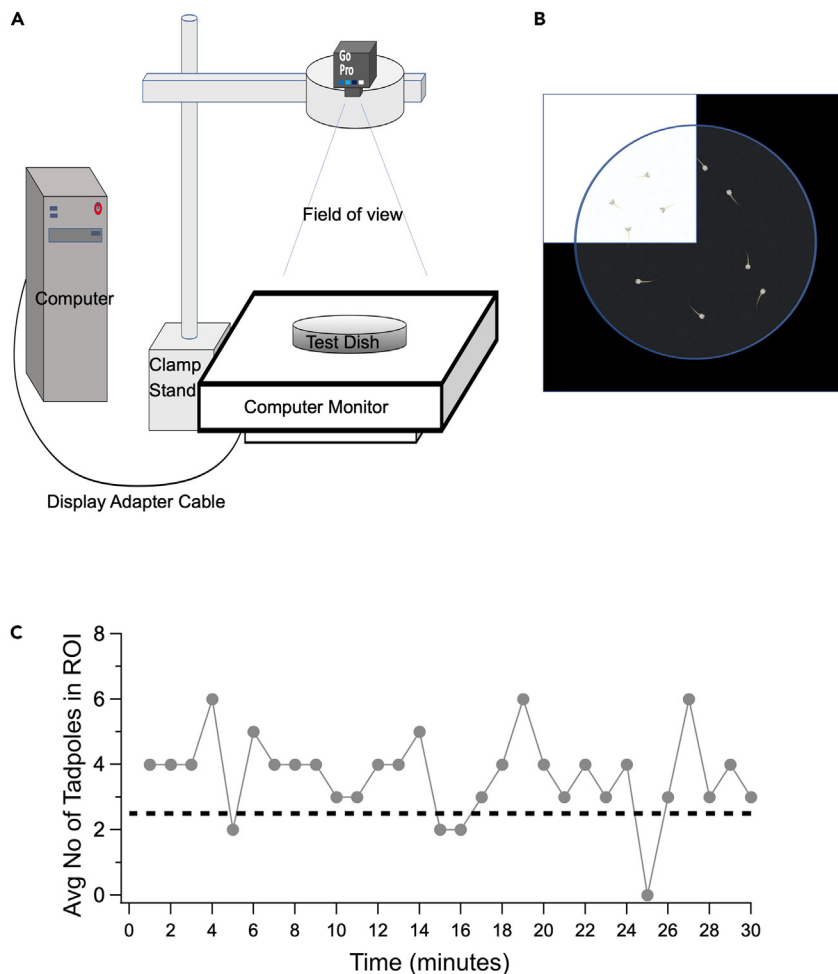 A
B
Go
Pro
Field of view
Computer
Test Dish
Clamp
Stand
Computer Monitor
Display Adapter Cable
C
Avg No of Tadpoles in ROI
8
6
4
2
0
0 2 4 6 8 10 12 14 16 18 20 22 24 26 28 30
Time (minutes)